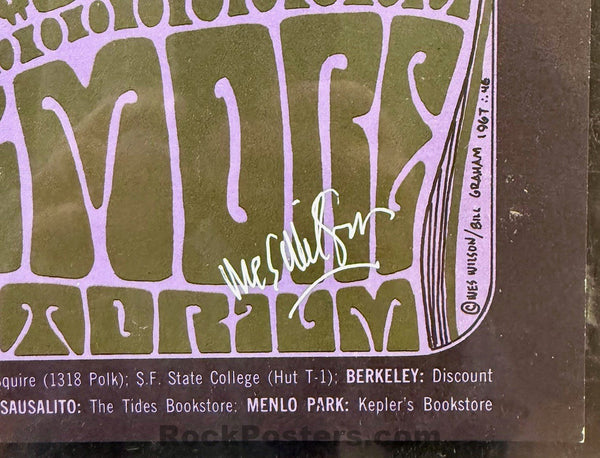 MORE
TORIUM
Wes Wilson
©WES WILSON/BILL GRAHAM 1967 :46
quire (1318 Polk); S.F. State College (Hut T-1); BERKELEY: Discount
SAUSALITO: The Tides Bookstore; MENLO PARK: Kepler's Bookstore
RockPosters.com